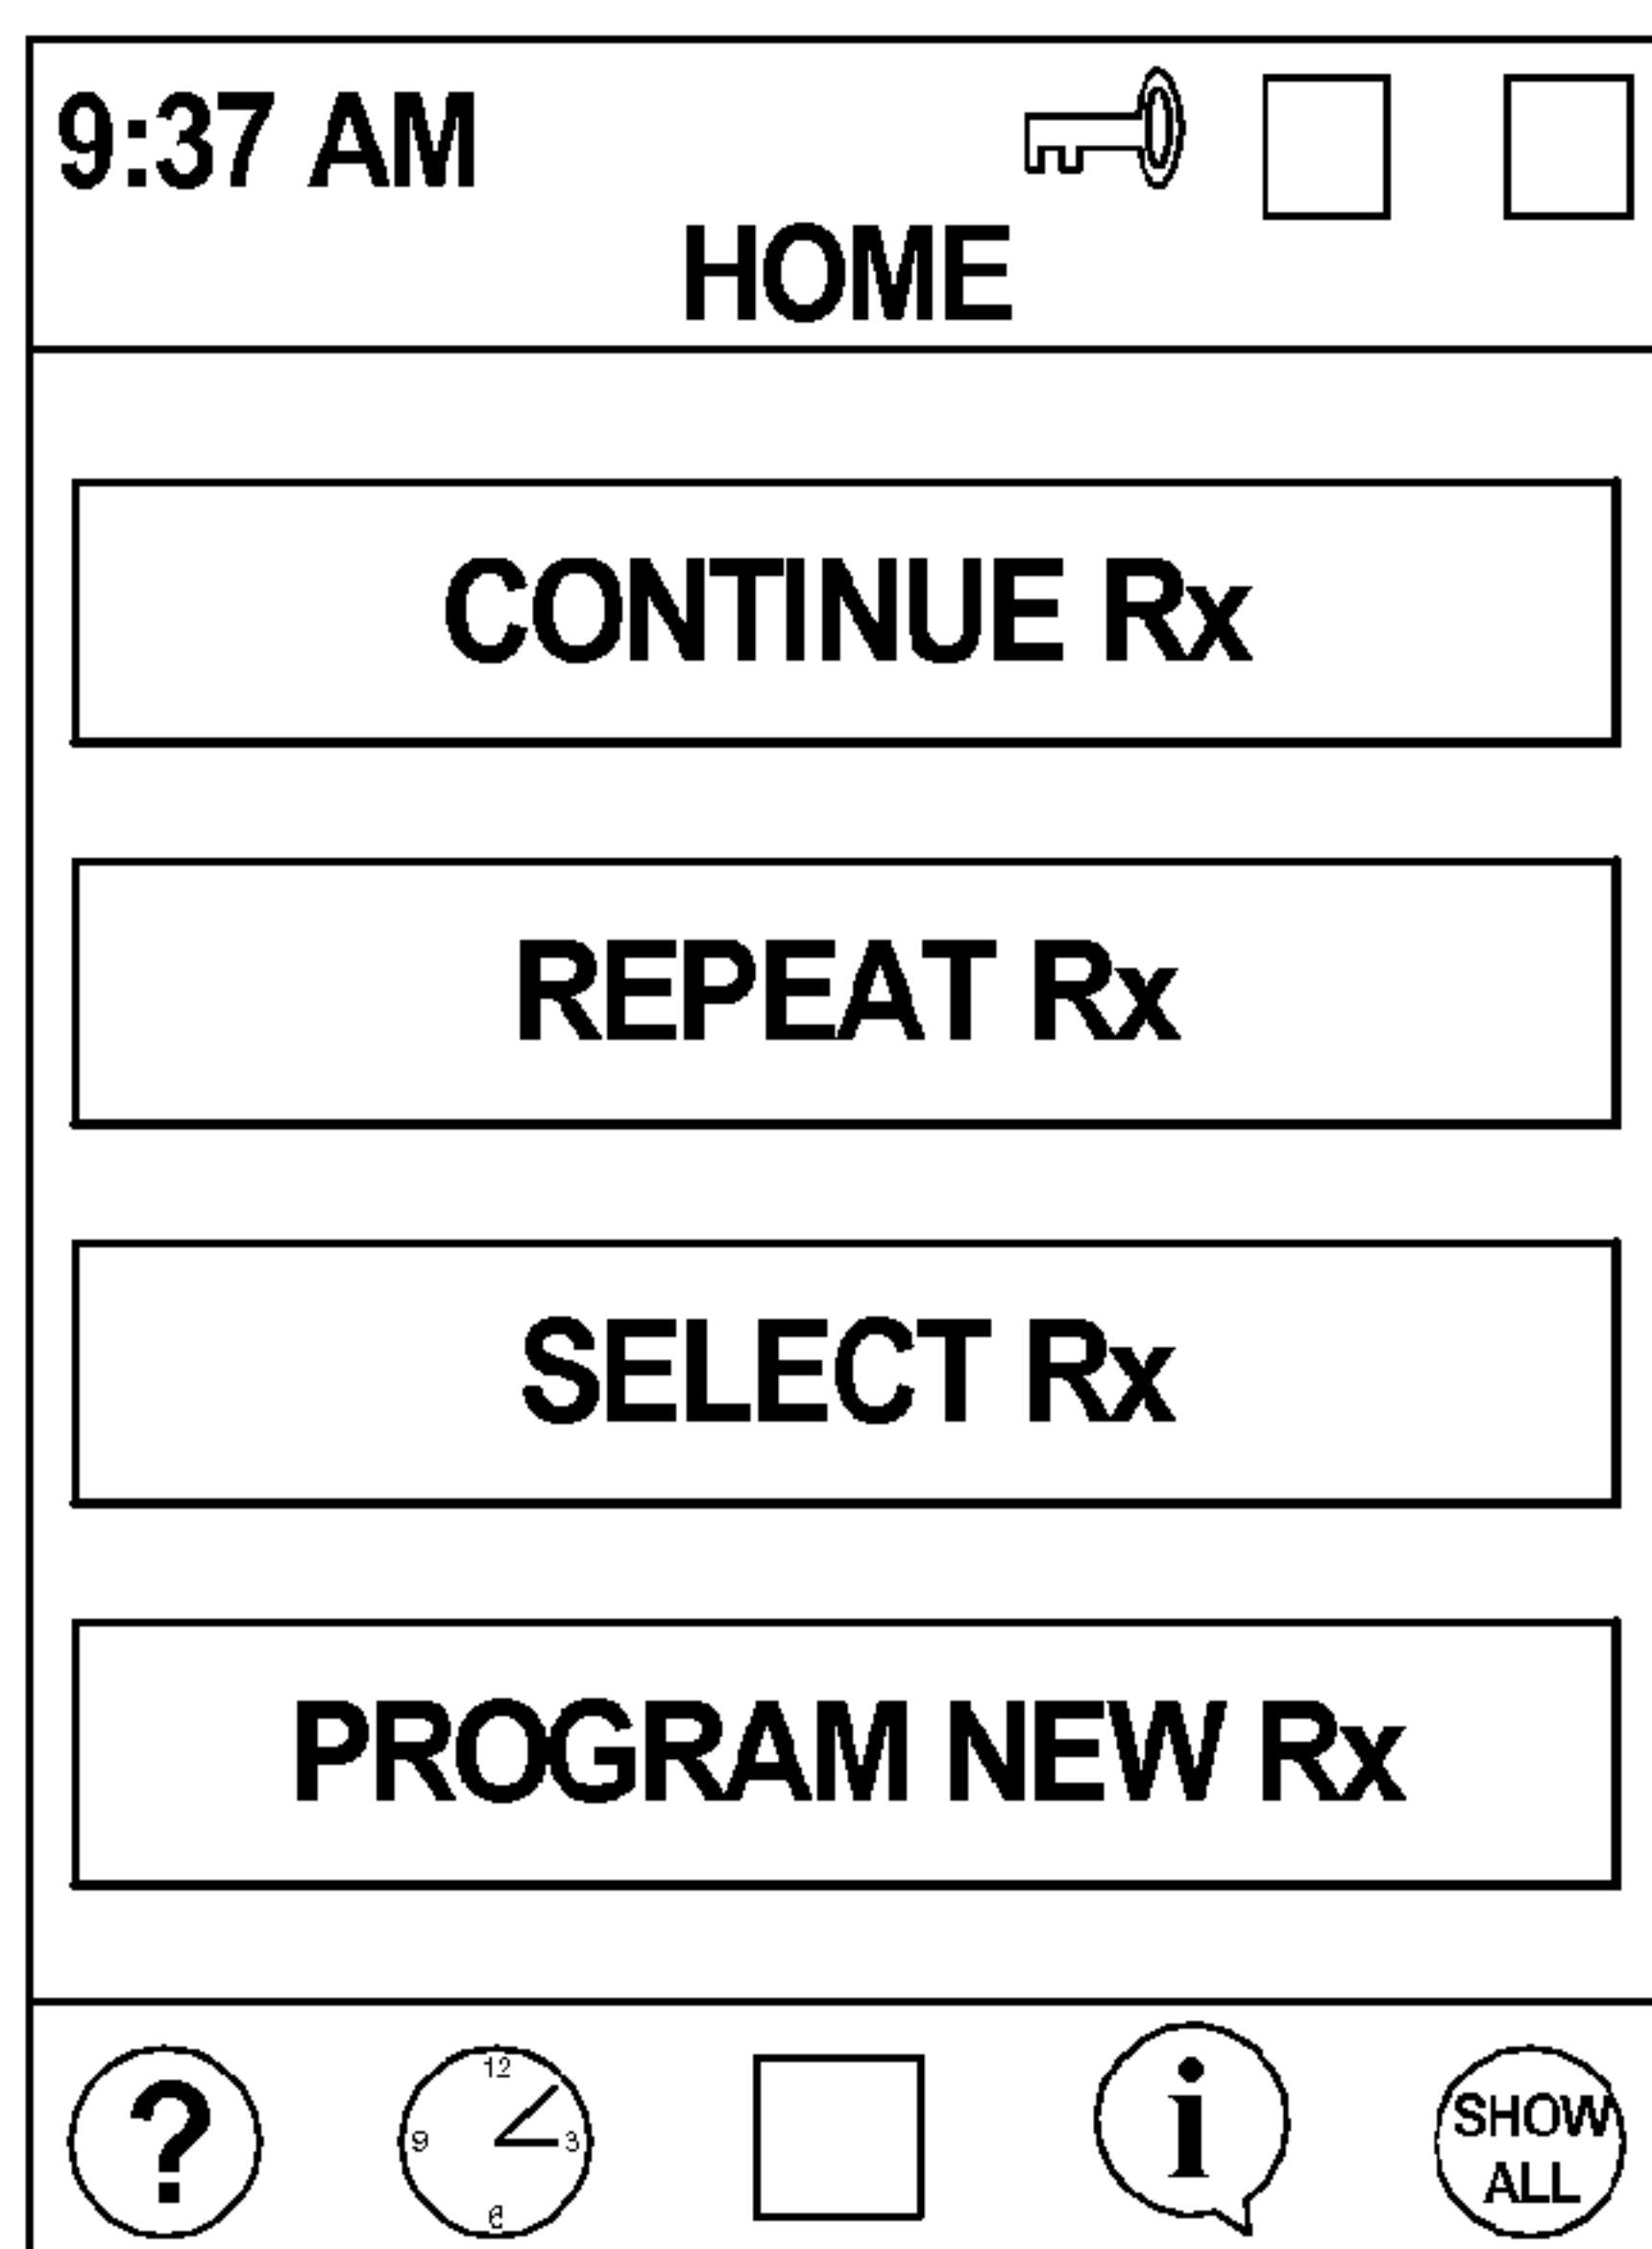 9:37 AM
HOME
CONTINUE Rx
REPEAT Rx
SELECT Rx
PROGRAM NEW Rx
?
12
9 3
6
i
SHOW
ALL